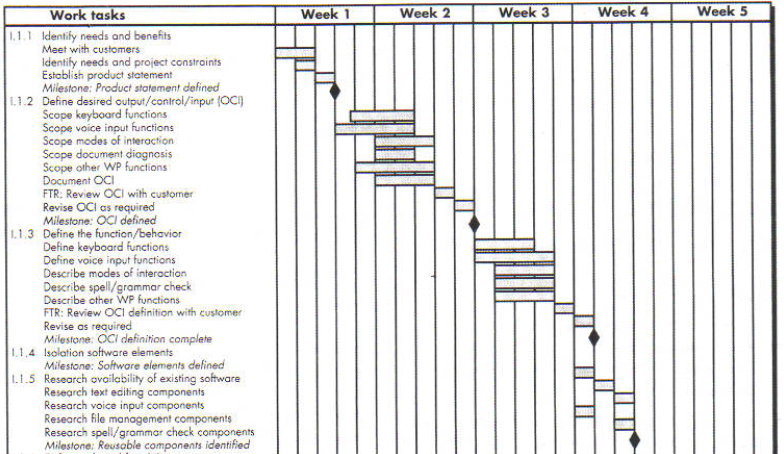 Work tasks Week 1 Week 2 Week 3 Week 4 Week 5
I.1.1 Identify needs and benefits
Meet with customers
Identify needs and project constraints
Establish product statement
Milestone: Product statement defined
I.1.2 Define desired output/control/input (OCI)
Scope keyboard functions
Scope voice input functions
Scope modes of interaction
Scope document diagnosis
Scope other WP functions
Document OCI
FTR: Review OCI with customer
Revise OCI as required
Milestone: OCI defined
I.1.3 Define the function/behavior
Define keyboard functions
Define voice input functions
Describe modes of interaction
Describe spell/grammar check
Describe other WP functions
FTR: Review OCI definition with customer
Revise as required
Milestone: OCI definition complete
I.1.4 Isolation software elements
Milestone: Software elements defined
I.1.5 Research availability of existing software
Research text editing components
Research voice input components
Research file management components
Research spell/grammar check components
Milestone: Reusable components identified